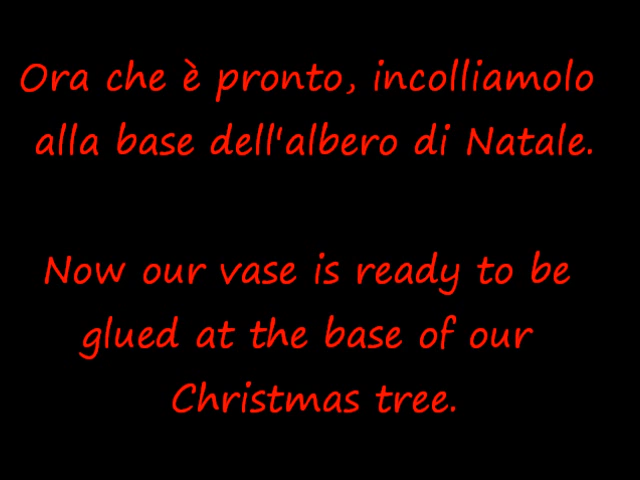 Ora che è pronto, incolliamolo
alla base dell'albero di Natale.
Now our vase is ready to be
glued at the base of our
Christmas tree.